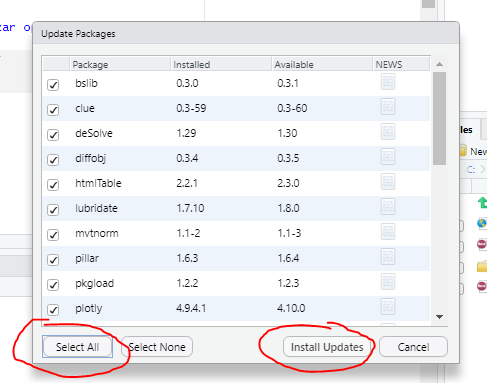 zar op
Update Packages
Package Installed Available NEWS
bslib 0.3.0 0.3.1
clue 0.3-59 0.3-60
deSolve 1.29 1.30
diffobj 0.3.4 0.3.5
htmlTable 2.2.1 2.3.0
lubridate 1.7.10 1.8.0
mvtnorm 1.1-2 1.1-3
pillar 1.6.3 1.6.4
pkgload 1.2.2 1.2.3
plotly 4.9.4.1 4.10.0
Select All Select None Install Updates Cancel
les
New
C: